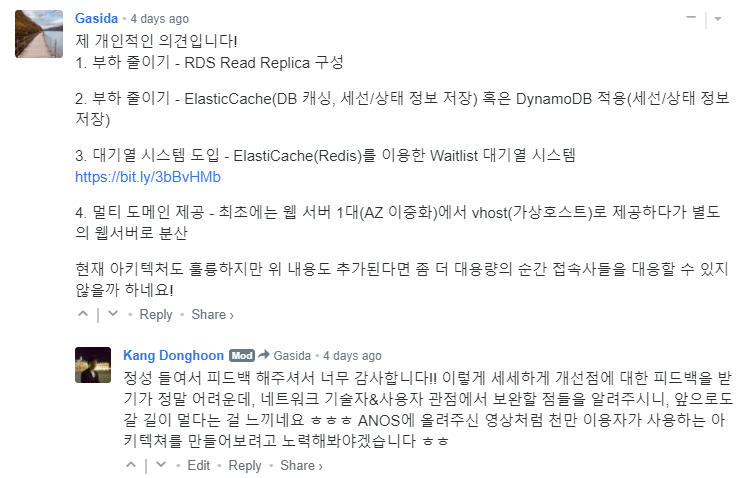 Gasida • 4 days ago
제 개인적인 의견입니다!
1. 부하 줄이기 - RDS Read Replica 구성
2. 부하 줄이기 - ElasticCache(DB 캐싱, 세선/상태 정보 저장) 혹은 DynamoDB 적용(세선/상태 정보
저장)
3. 대기열 시스템 도입 - ElastiCache(Redis)를 이용한 Waitlist 대기열 시스템
https://bit.ly/3bBvHMb
4. 멀티 도메인 제공 - 최초에는 웹 서버 1대(AZ 이중화)에서 vhost(가상호스트)로 제공하다가 별도
의 웹서버로 분산
현재 아키텍처도 훌륭하지만 위 내용도 추가된다면 좀 더 대용량의 순간 접속사들을 대응할 수 있지
않을까 하네요!
• Reply • Share ›
Kang Donghoon Mod Gasida • 4 days ago
정성 들여서 피드백 해주셔서 너무 감사합니다!! 이렇게 세세하게 개선점에 대한 피드백을 받
기가 정말 어려운데, 네트워크 기술자&사용자 관점에서 보완할 점들을 알려주시니, 앞으로도
갈 길이 멀다는 걸 느끼네요 ㅎㅎㅎ ANOS에 올려주신 영상처럼 천만 이용자가 사용하는 아
키텍쳐를 만들어보려고 노력해봐야겠습니다 ㅎㅎ
• Edit • Reply • Share ›